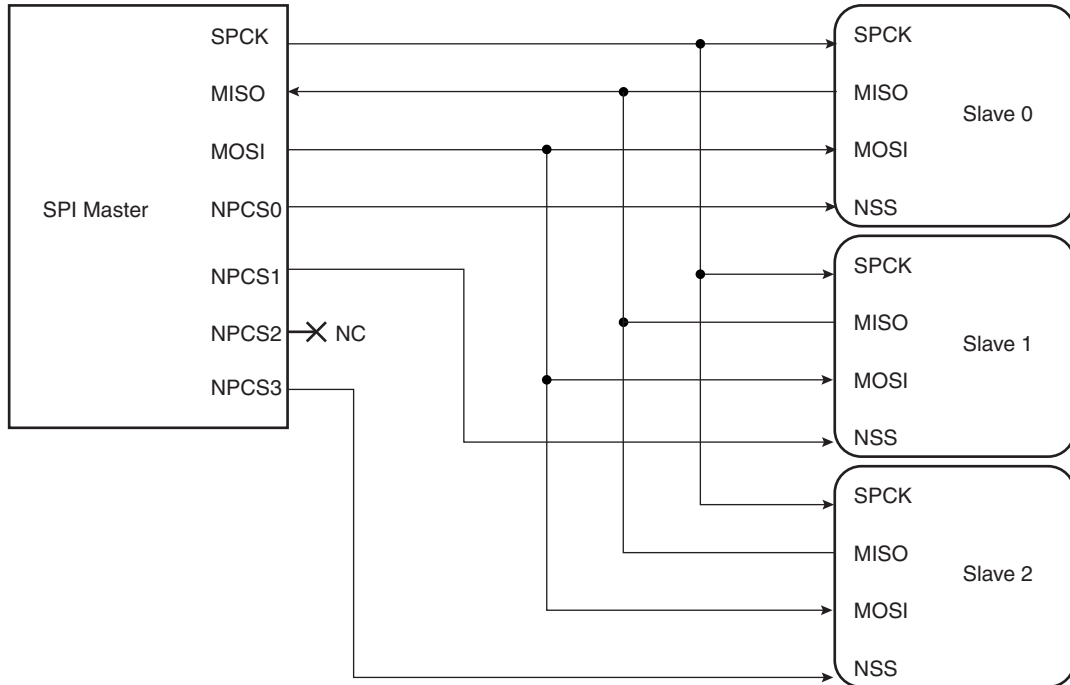 SPI Master
SPCK
MISO
MOSI
NPCS0
NPCS1
NPCS2
NC
NPCS3
SPCK
MISO
Slave 0
MOSI
NSS
SPCK
MISO
Slave 1
MOSI
NSS
SPCK
MISO
Slave 2
MOSI
NSS